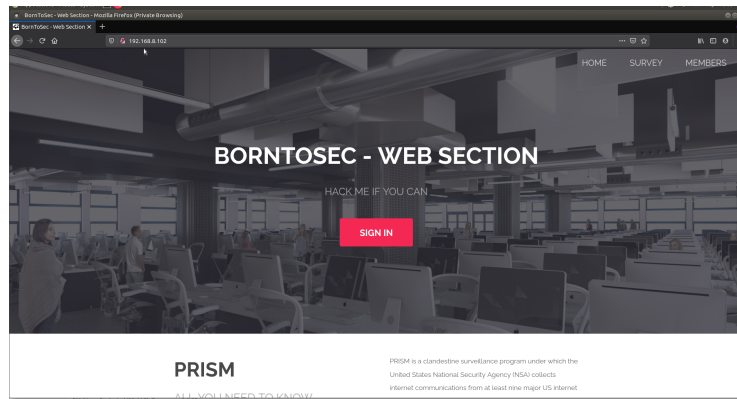 BornToSec - Web Section - Mozilla Firefox (Private Browsing)
BornToSec - Web Section
192.168.8.102
HOME SURVEY MEMBERS
BORNTOSEC - WEB SECTION
HACK ME IF YOU CAN
SIGN IN
PRISM
ALL YOU NEED TO KNOW
PRISM is a clandestine surveillance program under which the
United States National Security Agency (NSA) collects
internet communications from at least nine major US internet